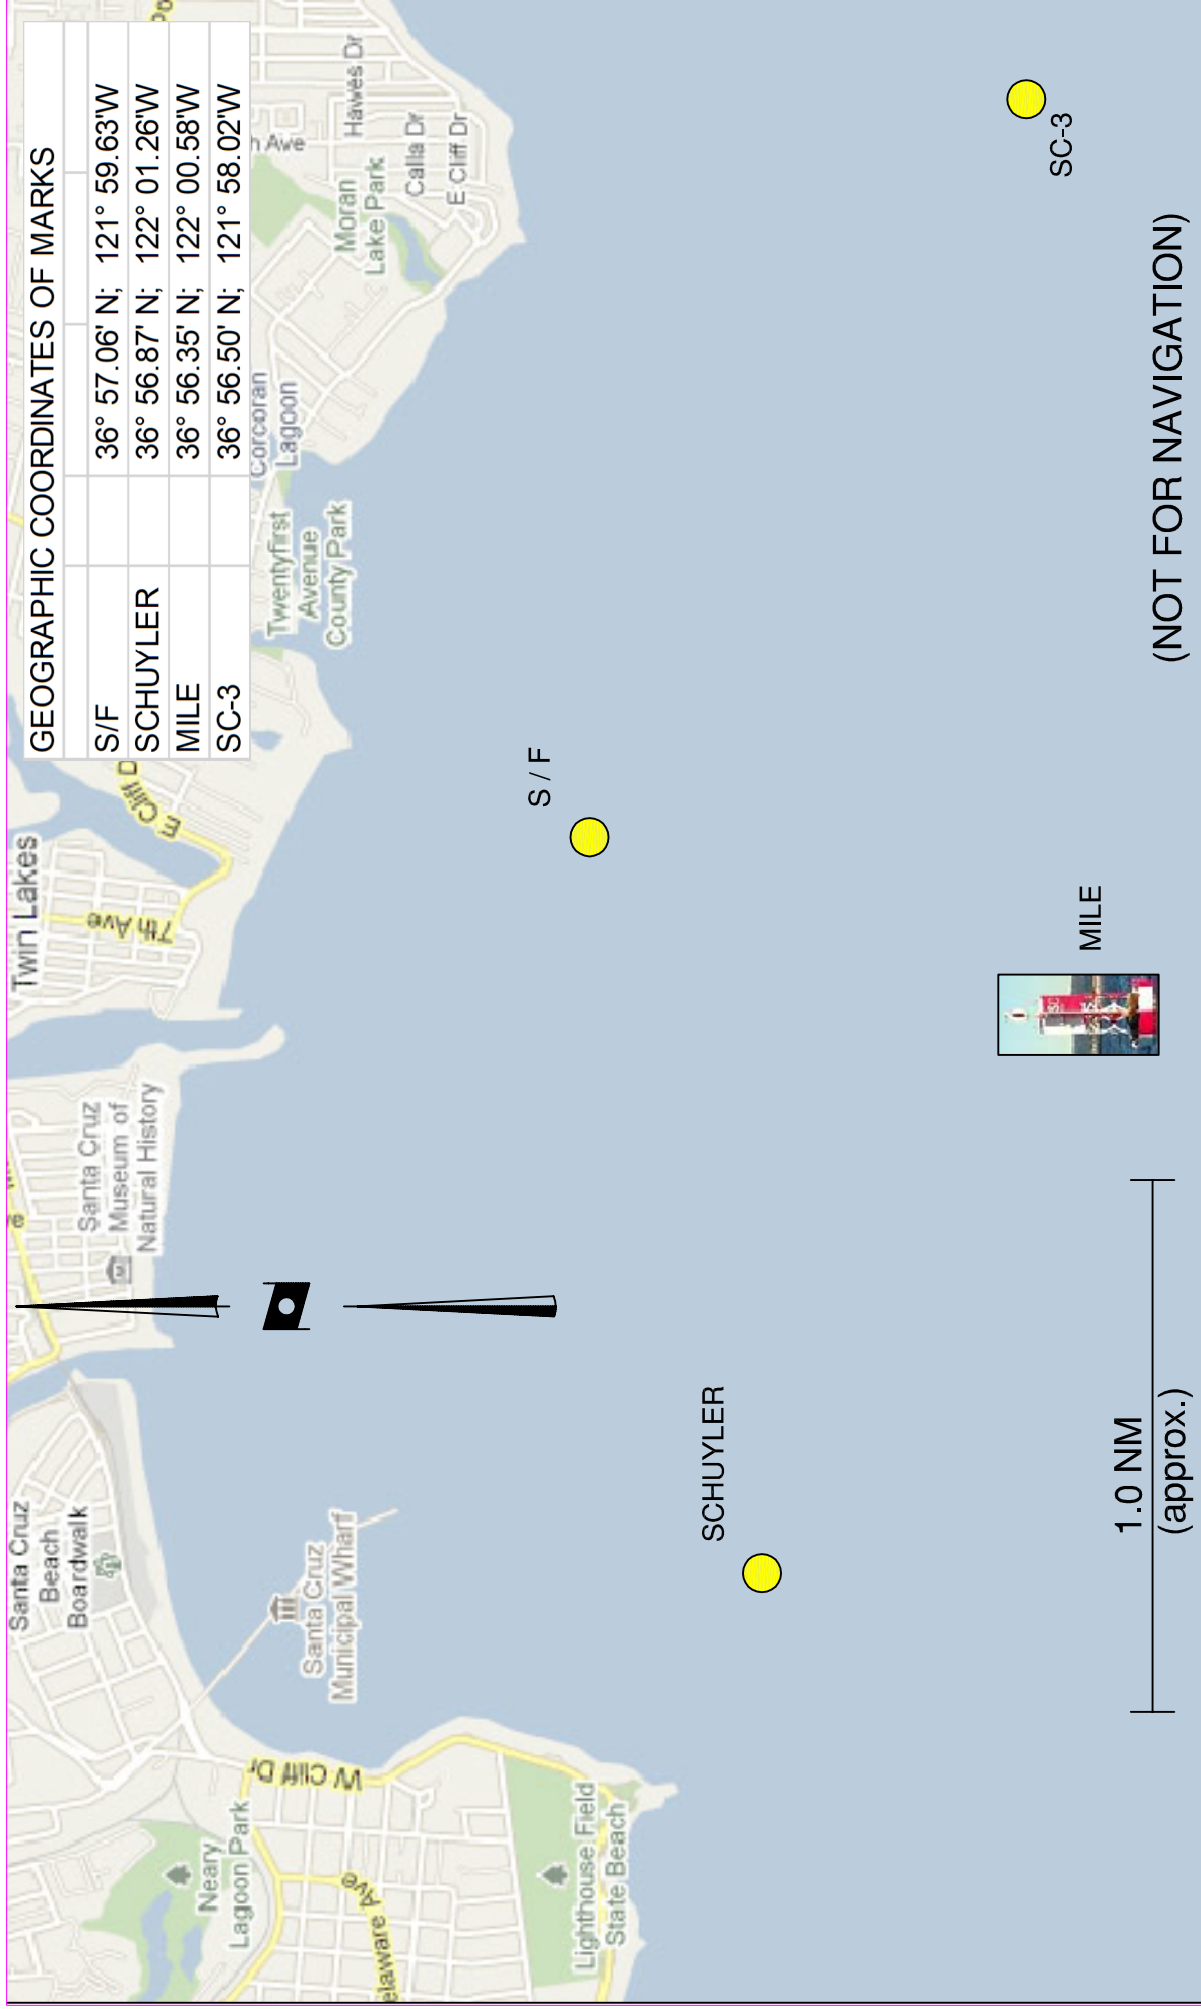 GEOGRAPHIC COORDINATES OF MARKS
S/F 36° 57.06' N; 121° 59.63'W
SCHUYLER 36° 56.87' N; 122° 01.26'W
MILE 36° 56.35' N; 122° 00.58'W
SC-3 36° 56.50' N; 121° 58.02'W
Santa Cruz
Beach
Boardwalk
Santa Cruz
Museum of
Natural History
Twin Lakes
7th Ave
E Cliff D
Hawes Dr
h Ave
Calla Dr
E Cliff Dr
Moran
Lake Park
Corcoran
Lagoon
Twentyfirst
Avenue
County Park
Santa Cruz
Municipal Wharf
W Cliff Dr
Neary
Lagoon Park
elaware Ave
Lighthouse Field
State Beach
N
S / F
SCHUYLER
MILE
SC-3
1.0 NM
(approx.)
(NOT FOR NAVIGATION)